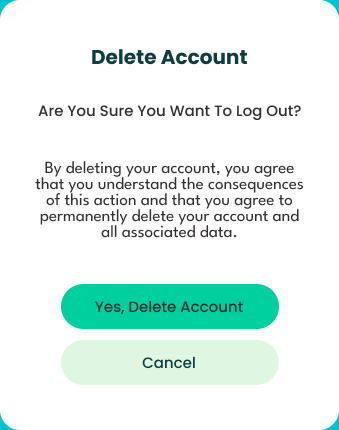 Delete Account
Are You Sure You Want To Log Out?
By deleting your account, you agree
that you understand the consequences
of this action and that you agree to
permanently delete your account and
all associated data.
Yes, Delete Account
Cancel